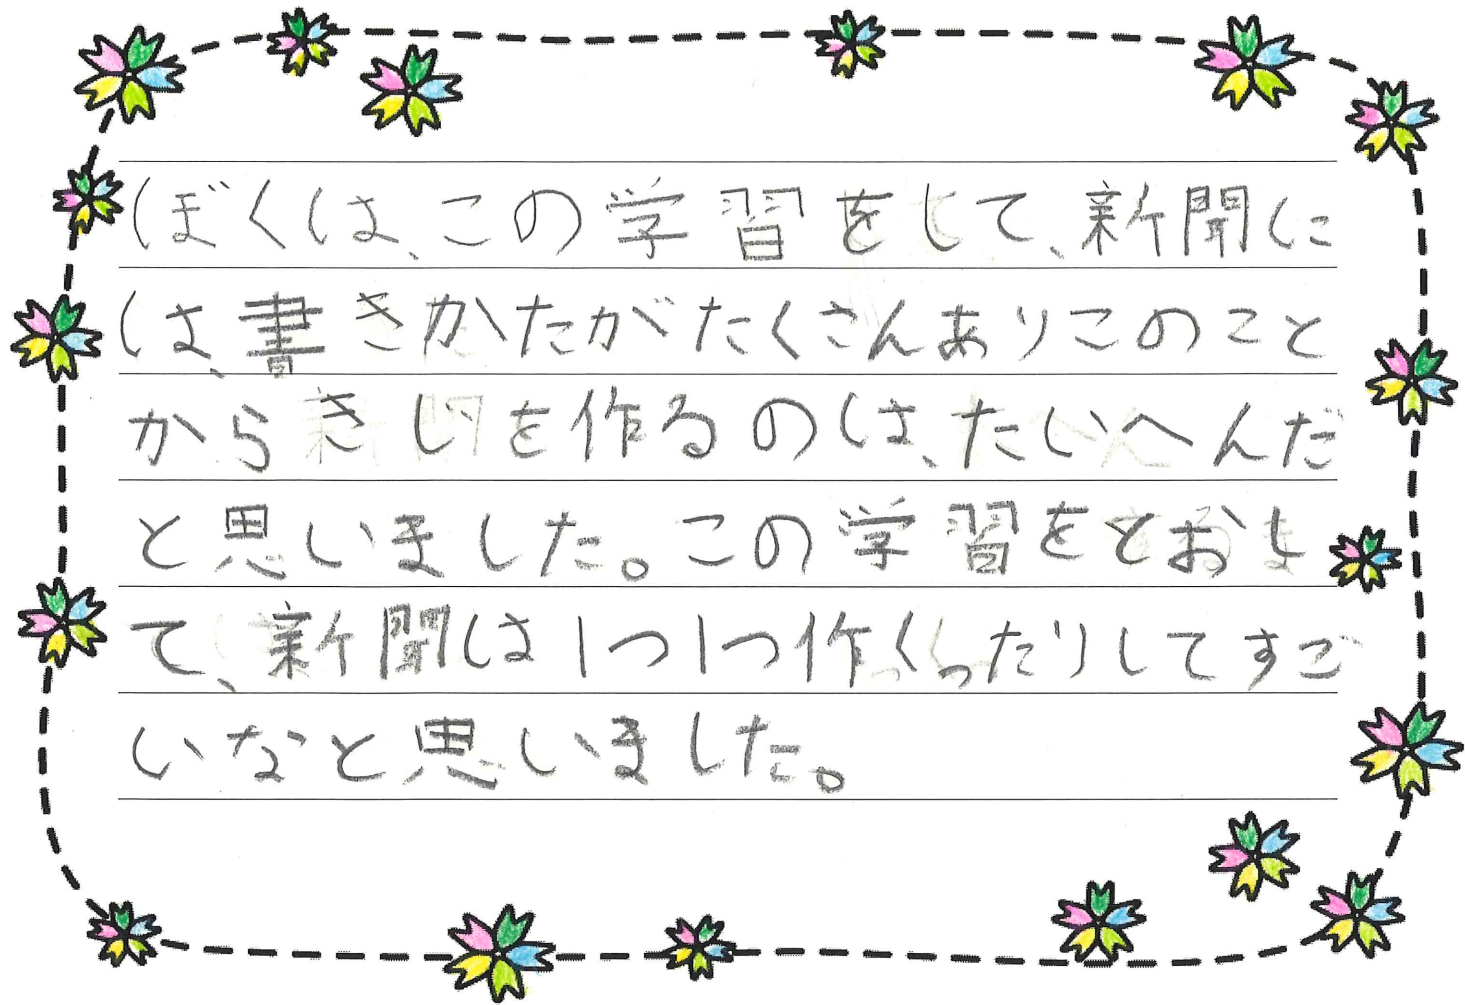 ぼくは、この学習をして、新聞に
は、書きかたがたくさんありこのこと
からきじを作るのは、たいへんだ
と思いました。この学習をとおし
て、新聞は1つ1つ作くったりしてすご
いなと思いました。